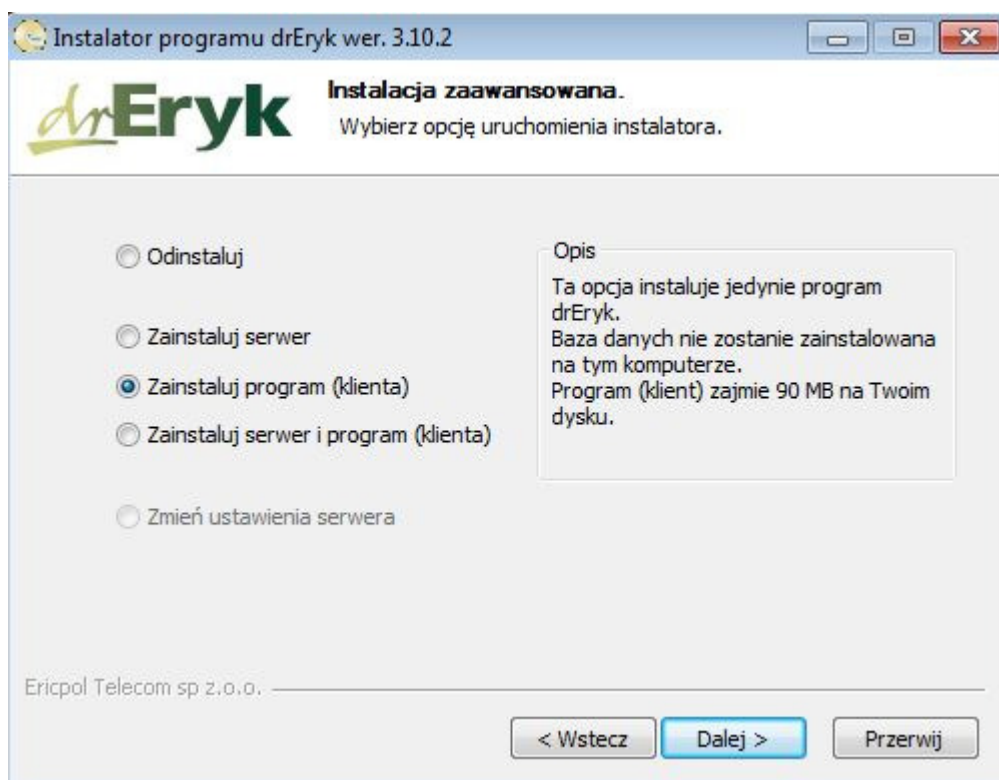 Instalator programu drEryk wer. 3.10.2
drEryk
Instalacja zaawansowana.
Wybierz opcję uruchomienia instalatora.
Odinstaluj
Zainstaluj serwer
Zainstaluj program (klienta)
Zainstaluj serwer i program (klienta)
Zmień ustawienia serwera
Opis
Ta opcja instaluje jedynie program
drEryk.
Baza danych nie zostanie zainstalowana
na tym komputerze.
Program (klient) zajmie 90 MB na Twoim
dysku.
Ericpol Telecom sp z.o.o.
< Wstecz
Dalej >
Przerwij